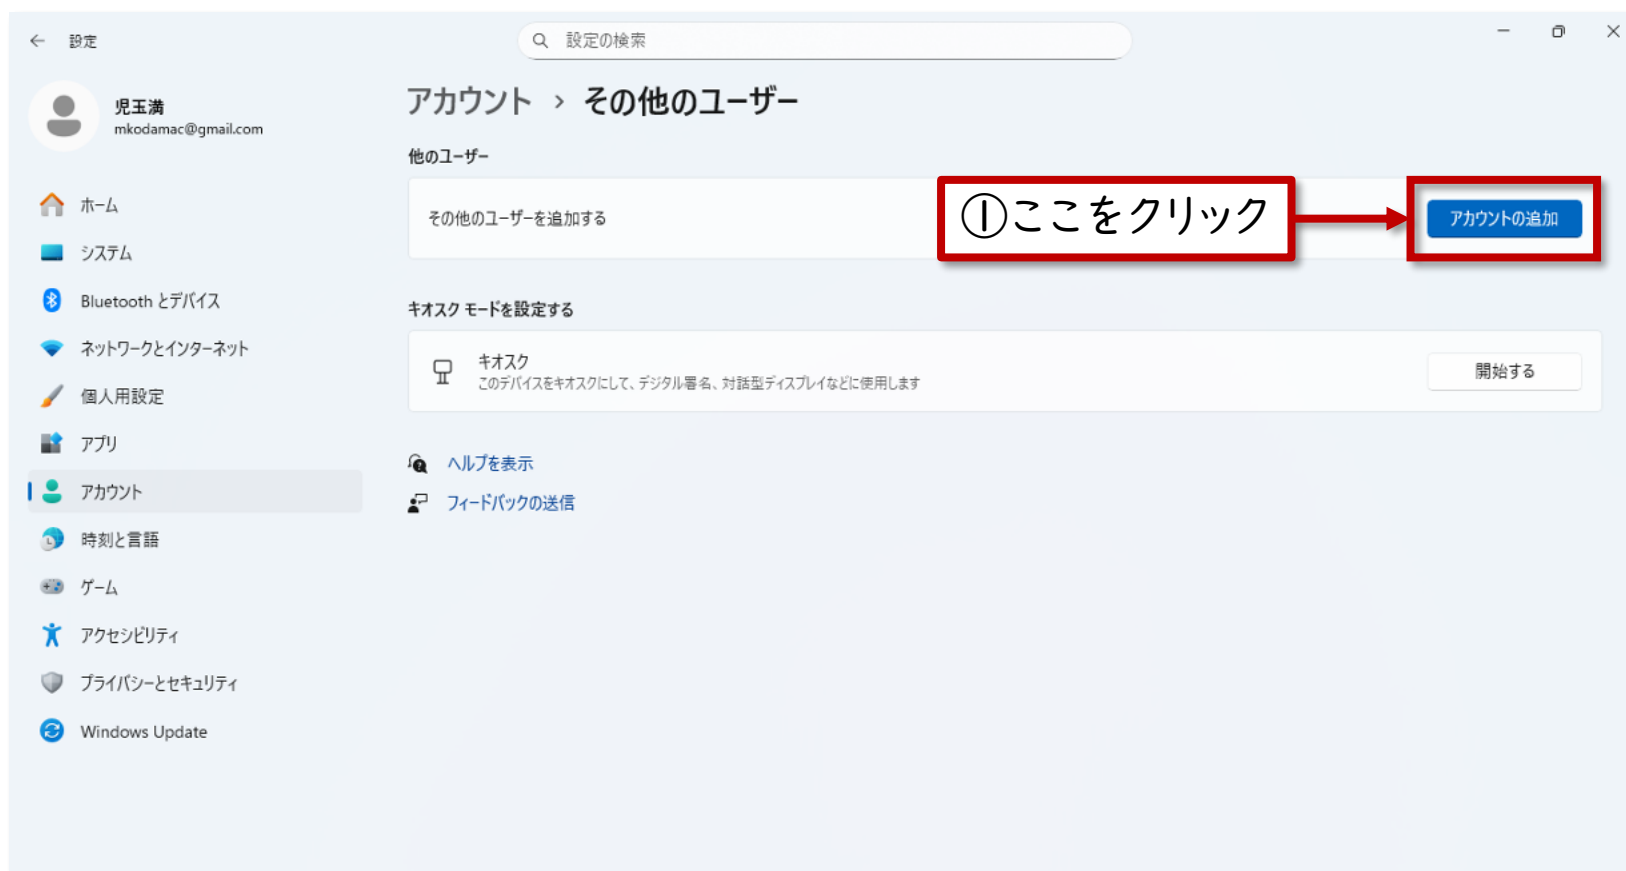 設定
設定の検索
児玉満
mkodamac@gmail.com
アカウント › その他のユーザー
他のユーザー
ホーム
その他のユーザーを追加する
①ここをクリック
アカウントの追加
システム
Bluetooth とデバイス
キオスク モードを設定する
ネットワークとインターネット
キオスク
このデバイスをキオスクにして、デジタル署名、対話型ディスプレイなどに使用します
開始する
個人用設定
アプリ
ヘルプを表示
アカウント
フィードバックの送信
時刻と言語
ゲーム
アクセシビリティ
プライバシーとセキュリティ
Windows Update